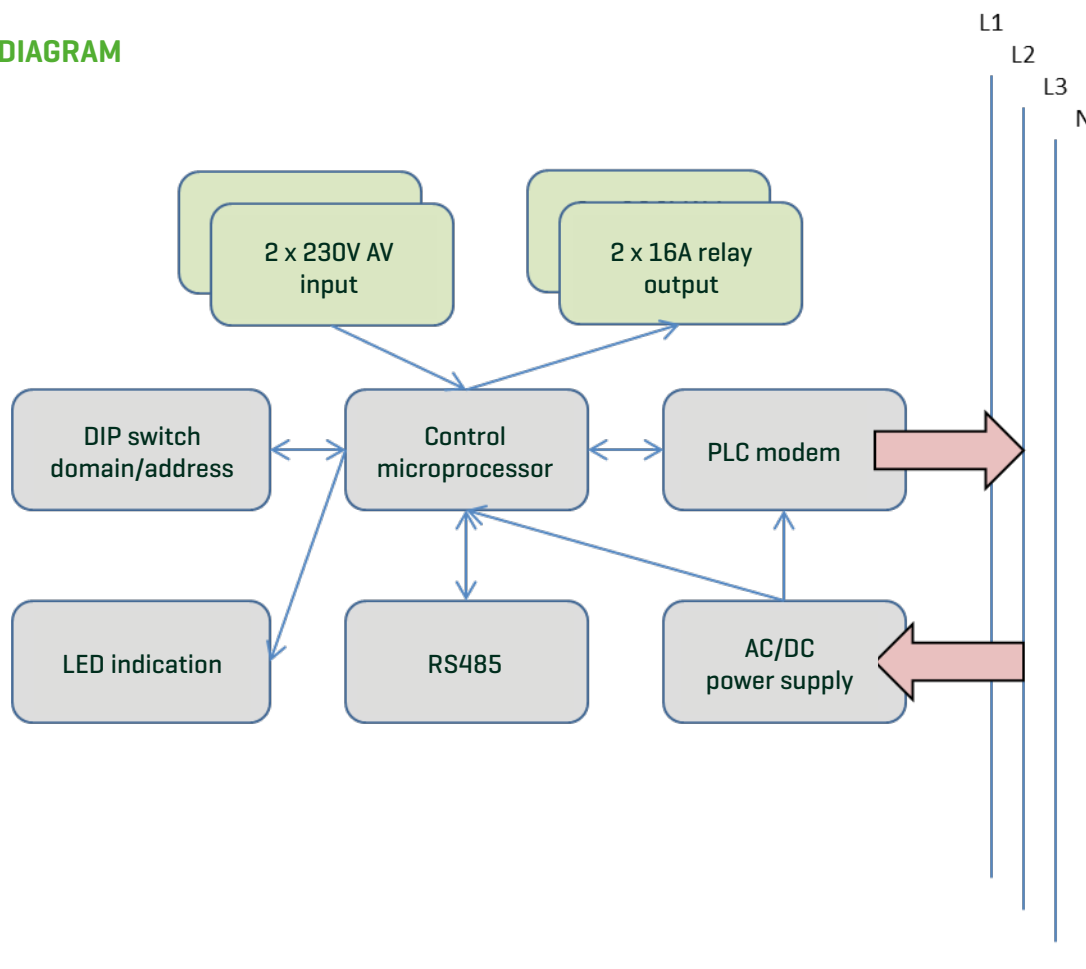 DIAGRAM
L1
L2
L3
N
2 x 230V AV
input
2 x 16A relay
output
DIP switch
domain/address
Control
microprocessor
PLC modem
LED indication
RS485
AC/DC
power supply